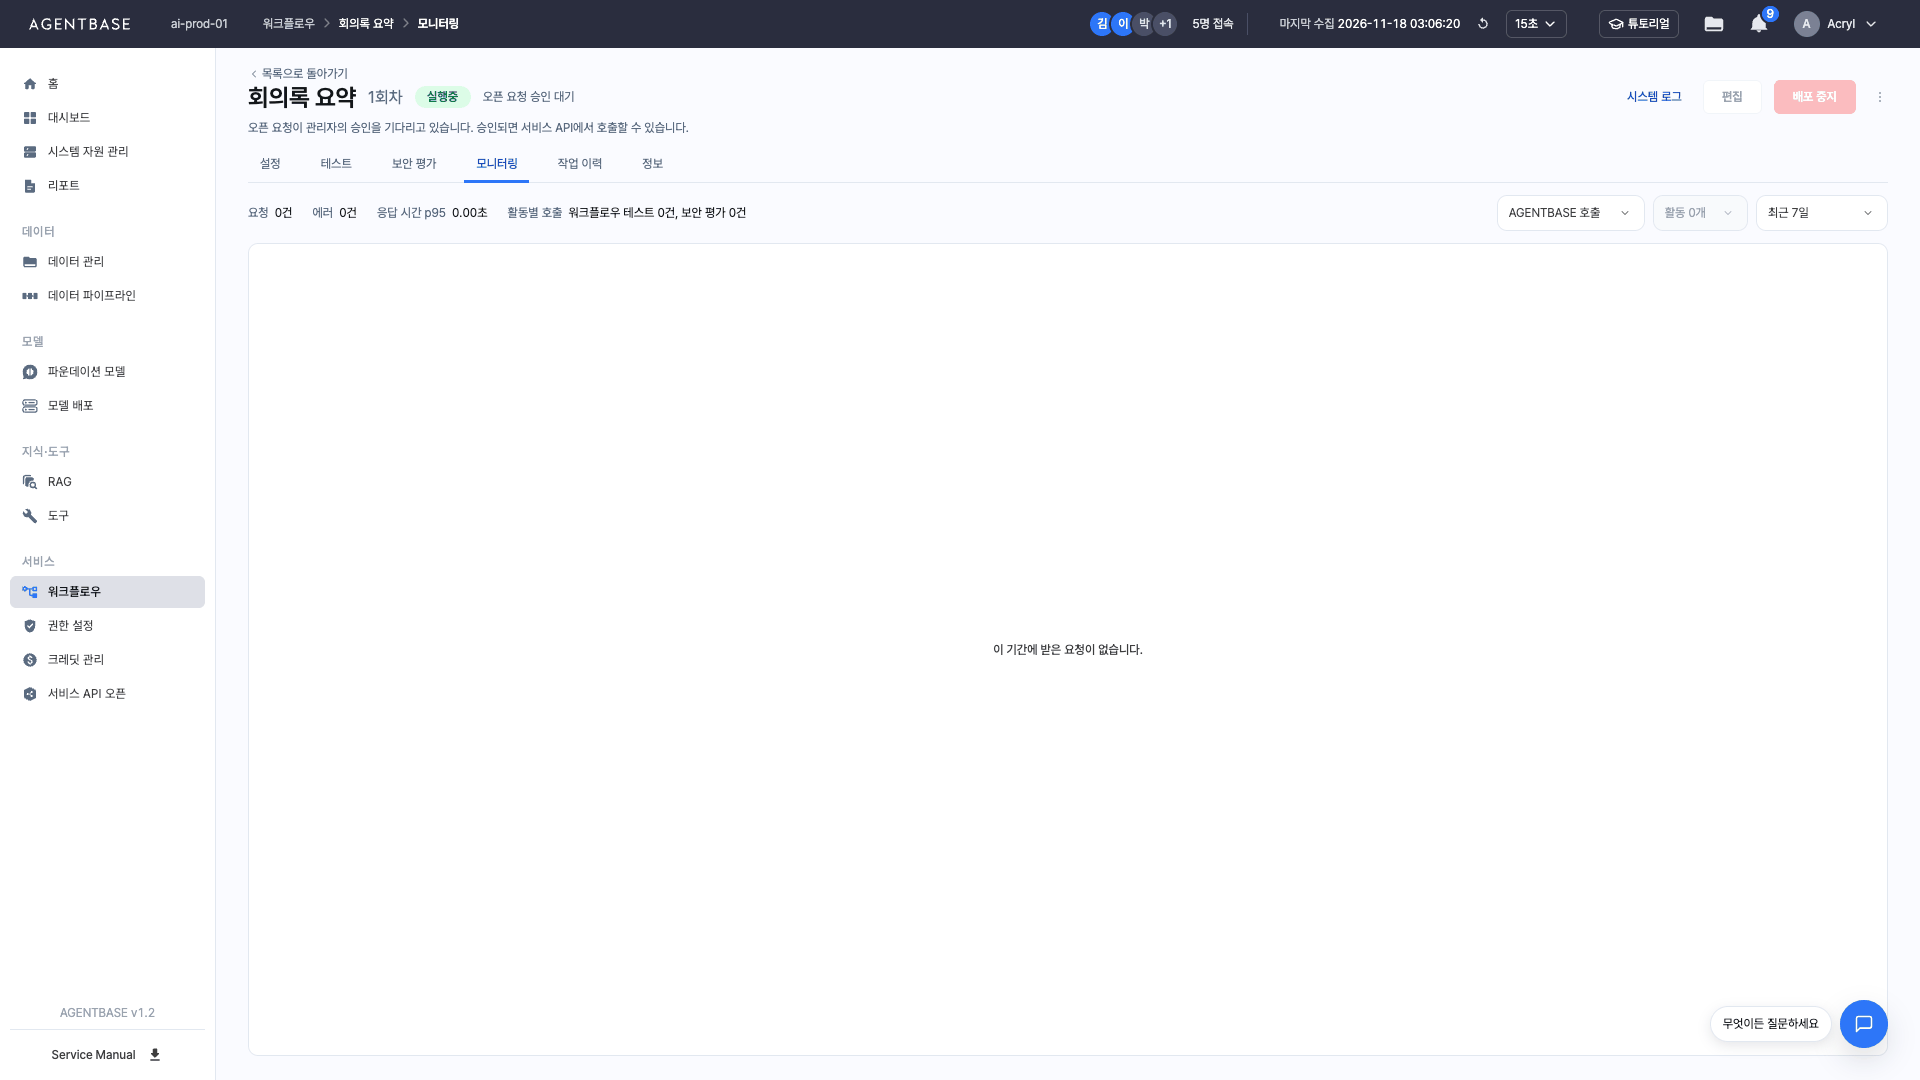 AGENTBASE
ai-prod-01
워크플로우 > 회의록 요약 > 모니터링
김 이 박 +1 5명 접속
마지막 수집 2026-11-18 03:06:20
15초
튜토리얼
9
A Acryl
홈
대시보드
시스템 자원 관리
리포트
데이터
데이터 관리
데이터 파이프라인
모델
파운데이션 모델
모델 배포
지식·도구
RAG
도구
서비스
워크플로우
권한 설정
크레딧 관리
서비스 API 오픈
AGENTBASE v1.2
Service Manual
목록으로 돌아가기
회의록 요약 1회차 실행중 오픈 요청 승인 대기
시스템 로그 편집 배포 중지
오픈 요청이 관리자의 승인을 기다리고 있습니다. 승인되면 서비스 API에서 호출할 수 있습니다.
설정 테스트 보안 평가 모니터링 작업 이력 정보
요청 0건 에러 0건 응답 시간 p95 0.00초 활동별 호출 워크플로우 테스트 0건, 보안 평가 0건
AGENTBASE 호출 활동 0개 최근 7일
이 기간에 받은 요청이 없습니다.
무엇이든 질문하세요